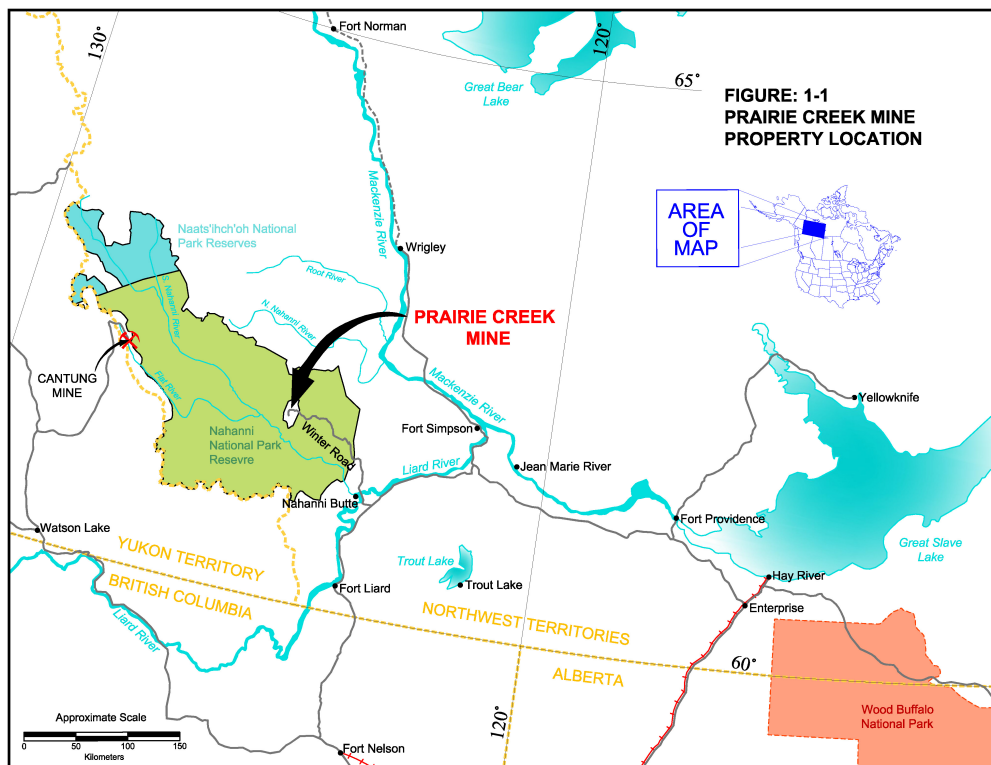 Fort Norman
130°
120°
65°
Great Bear
Lake
FIGURE: 1-1
PRAIRIE CREEK MINE
PROPERTY LOCATION
AREA
OF
MAP
Mackenzie River
Naats'ihch'oh National
Park Reserves
Wrigley
Root River
S. Nahanni River
N. Nahanni River
PRAIRIE CREEK
MINE
CANTUNG
MINE
Flat River
Mackenzie River
Yellowknife
Nahanni
National Park
Resevre
Winter Road
Fort Simpson
Liard River
Jean Marie River
Nahanni Butte
Fort Providence
Great Slave
Lake
Watson Lake
YUKON TERRITORY
BRITISH COLUMBIA
Trout Lake
Trout Lake
Fort Liard
Hay River
Enterprise
NORTHWEST TERRITORIES
ALBERTA
60°
Liard River
Wood Buffalo
National Park
120°
Approximate Scale
0 50 100 150
Kilometers
Fort Nelson